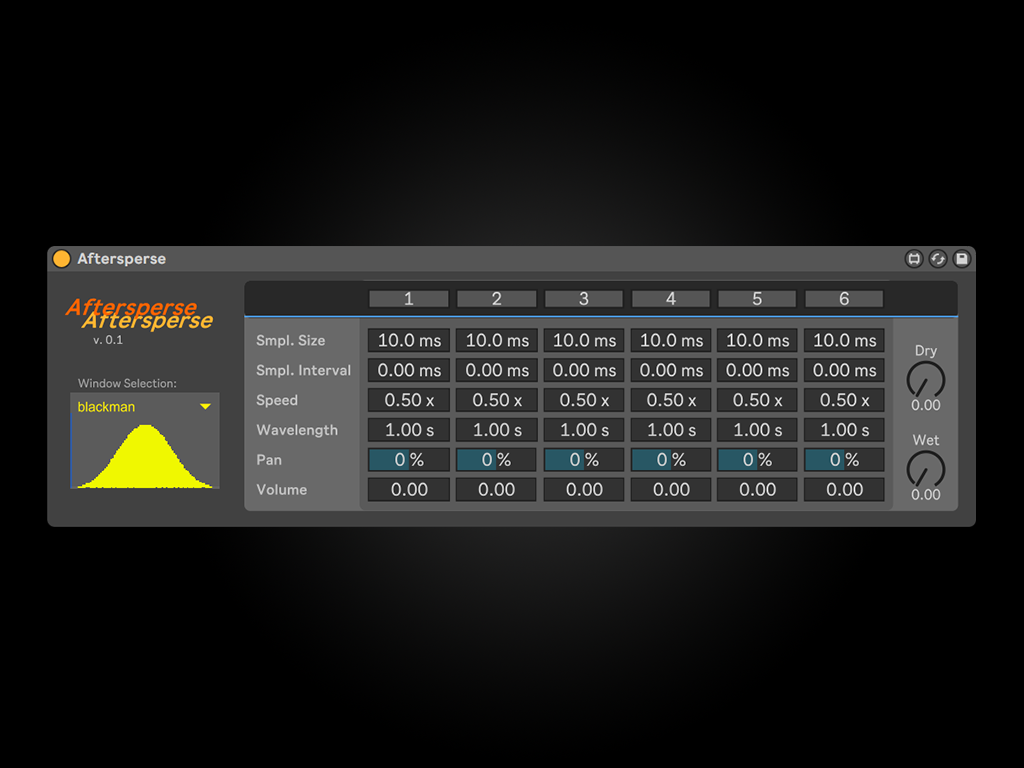 Aftersperse
Aftersperse
Aftersperse
v. 0.1
Window Selection:
blackman
1 2 3 4 5 6
Smpl. Size 10.0 ms 10.0 ms 10.0 ms 10.0 ms 10.0 ms 10.0 ms
Smpl. Interval 0.00 ms 0.00 ms 0.00 ms 0.00 ms 0.00 ms 0.00 ms
Speed 0.50 x 0.50 x 0.50 x 0.50 x 0.50 x 0.50 x
Wavelength 1.00 s 1.00 s 1.00 s 1.00 s 1.00 s 1.00 s
Pan 0 % 0 % 0 % 0 % 0 % 0 %
Volume 0.00 0.00 0.00 0.00 0.00 0.00
Dry
0.00
Wet
0.00